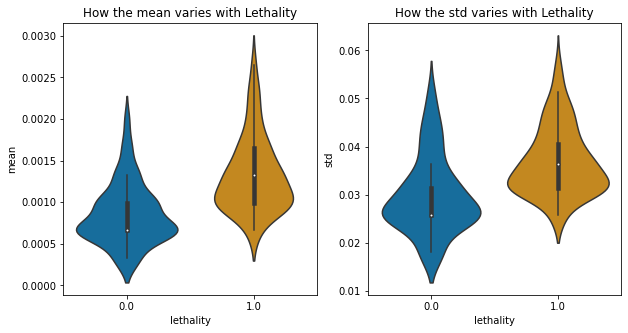 How the mean varies with Lethality
0.0030
0.0025
0.0020
0.0015
0.0010
0.0005
0.0000
mean
0.0
1.0
lethality
How the std varies with Lethality
0.06
0.05
0.04
0.03
0.02
0.01
std
0.0
1.0
lethality